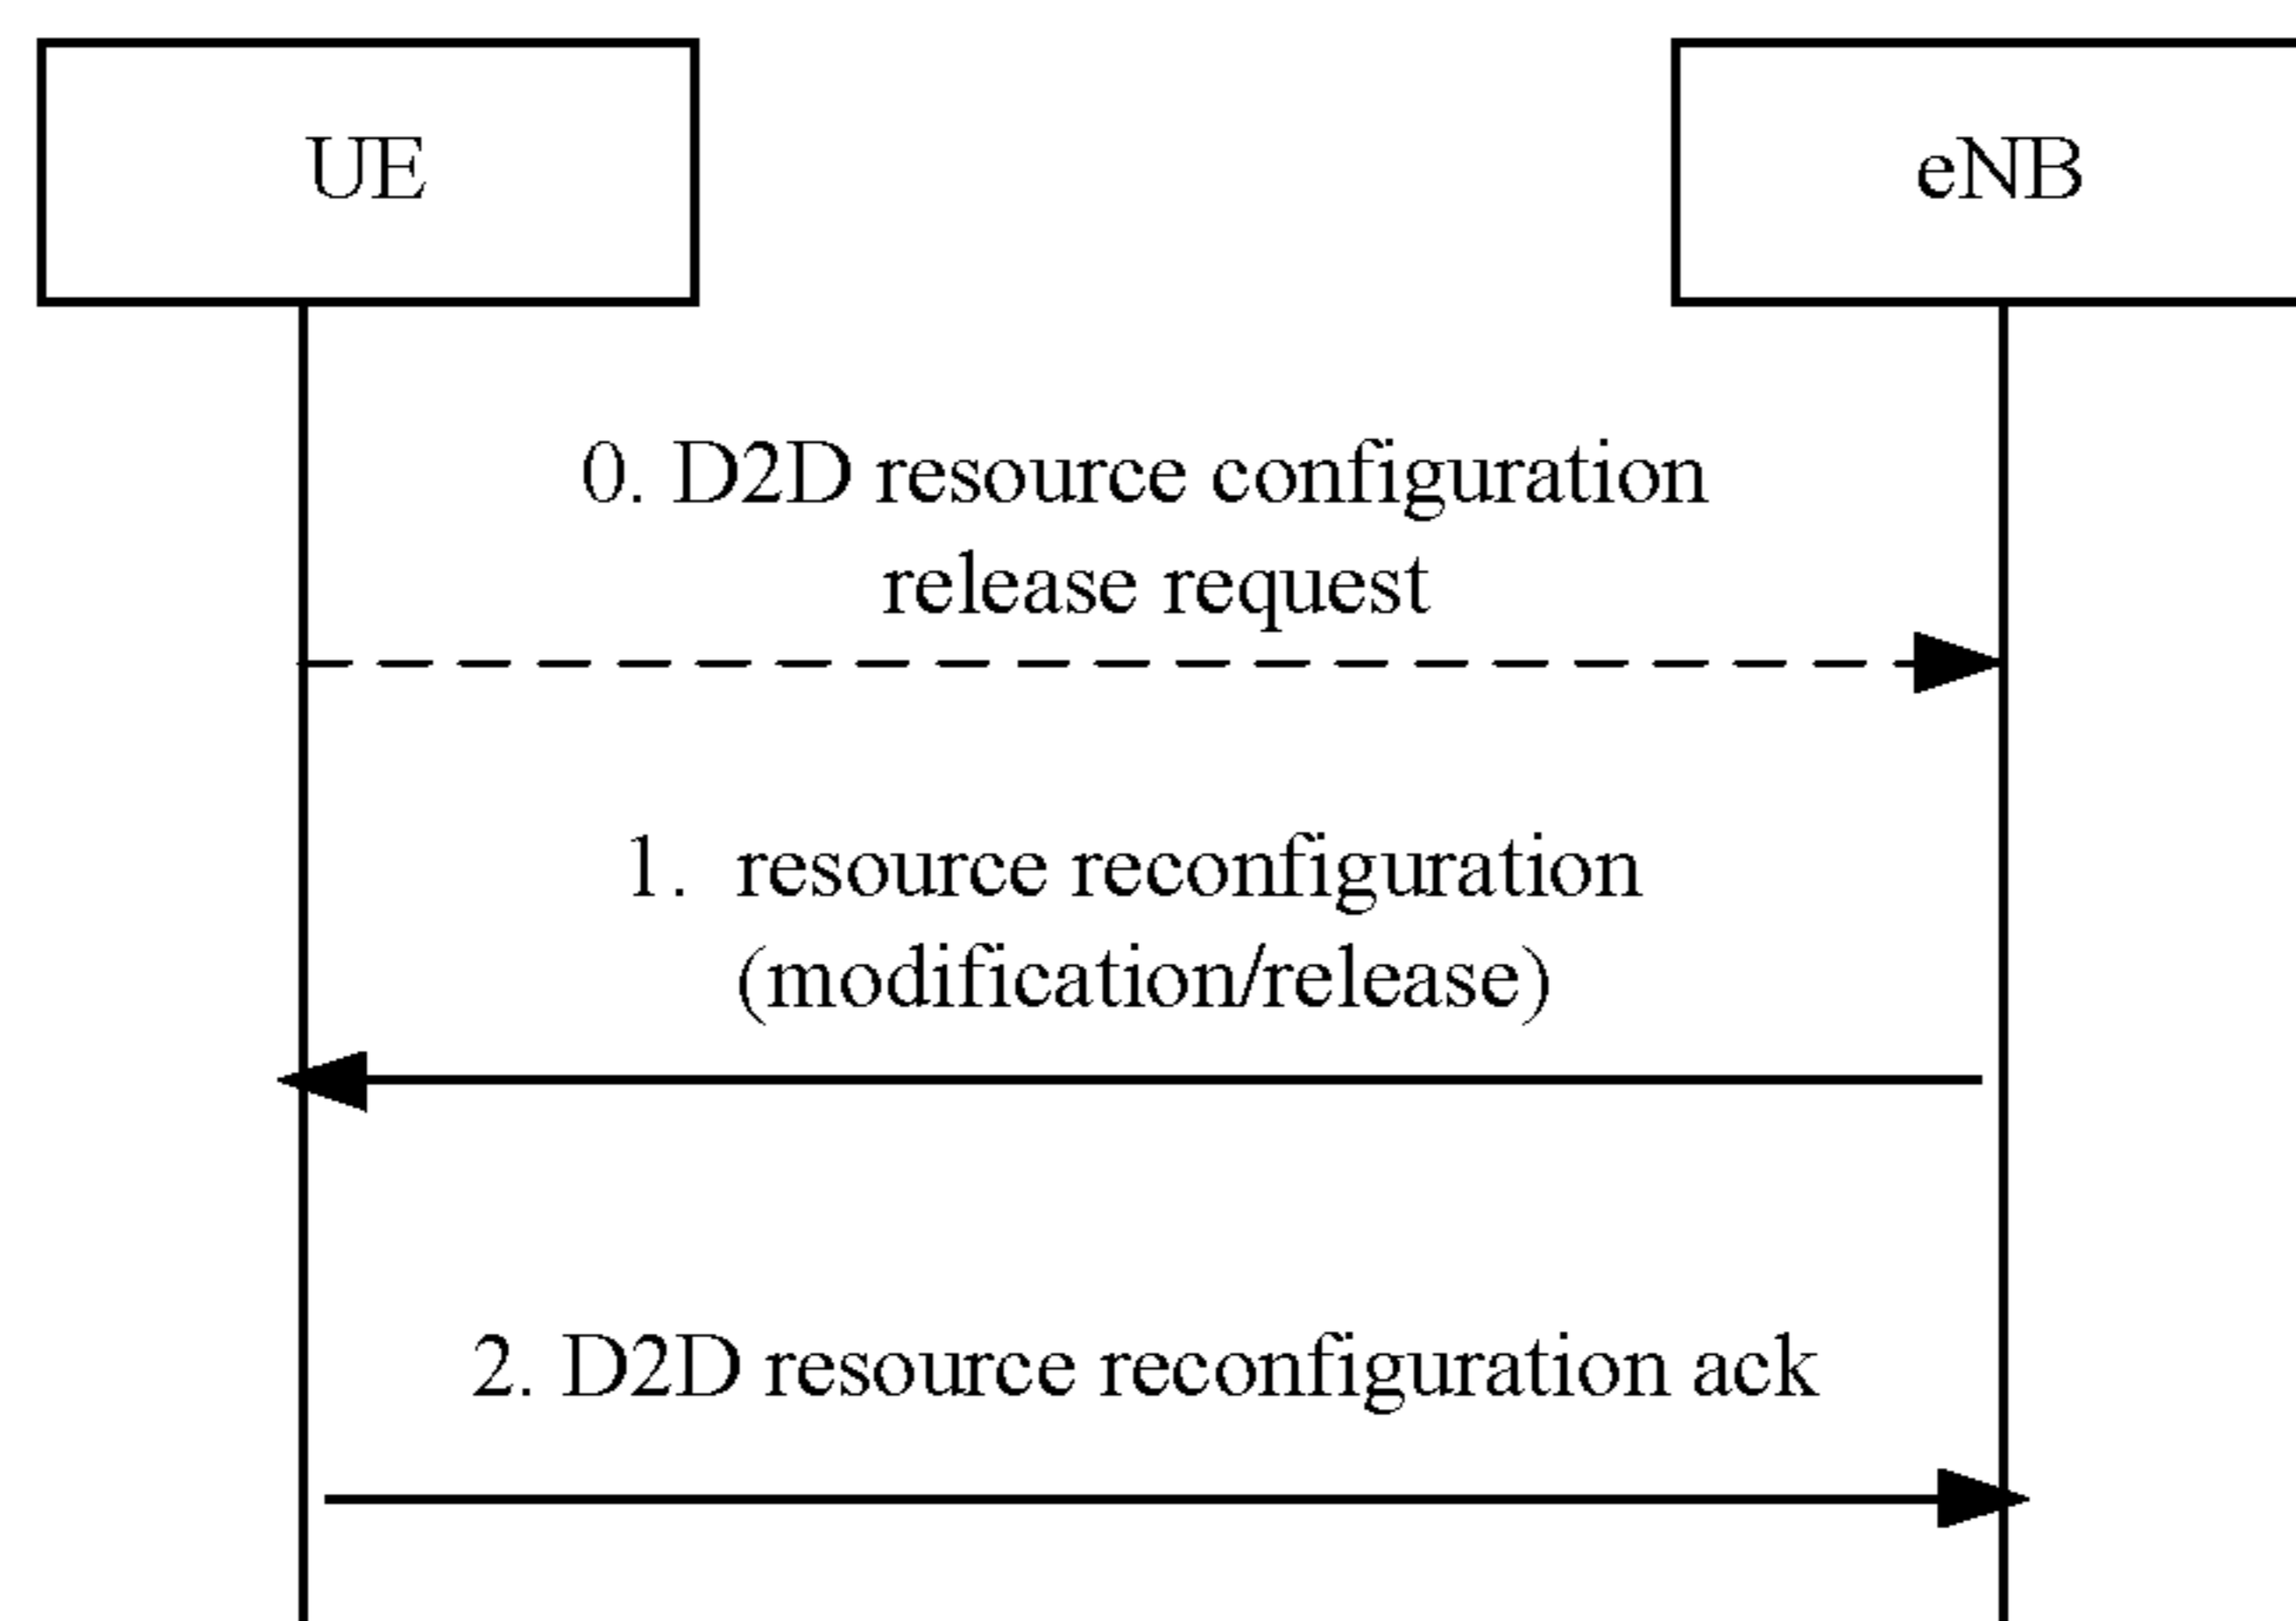 UE
eNB
0. D2D resource configuration
release request
1. resource reconfiguration
(modification/release)
2. D2D resource reconfiguration ack